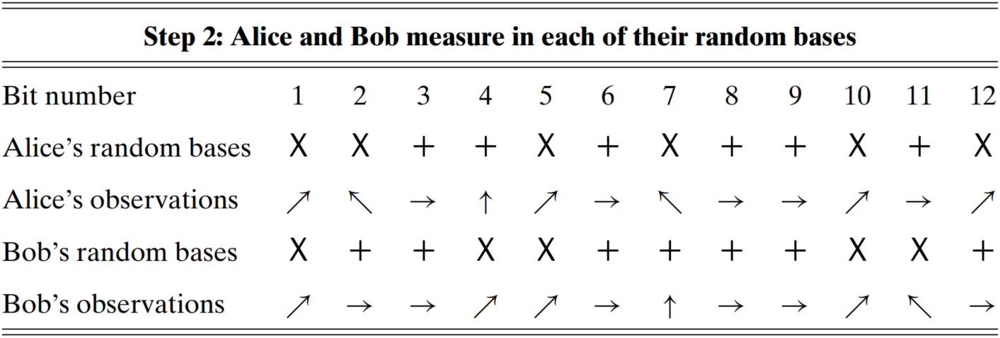 Step 2: Alice and Bob measure in each of their random bases
Bit number 1 2 3 4 5 6 7 8 9 10 11 12
Alice’s random bases X X + + X + X + + X + X
Alice’s observations ↗ ↖ → ↑ ↗ → ↖ → → ↗ → ↗
Bob’s random bases X + + X X + + + + X X +
Bob’s observations ↗ → → ↗ ↗ → ↑ → → ↗ ↖ →